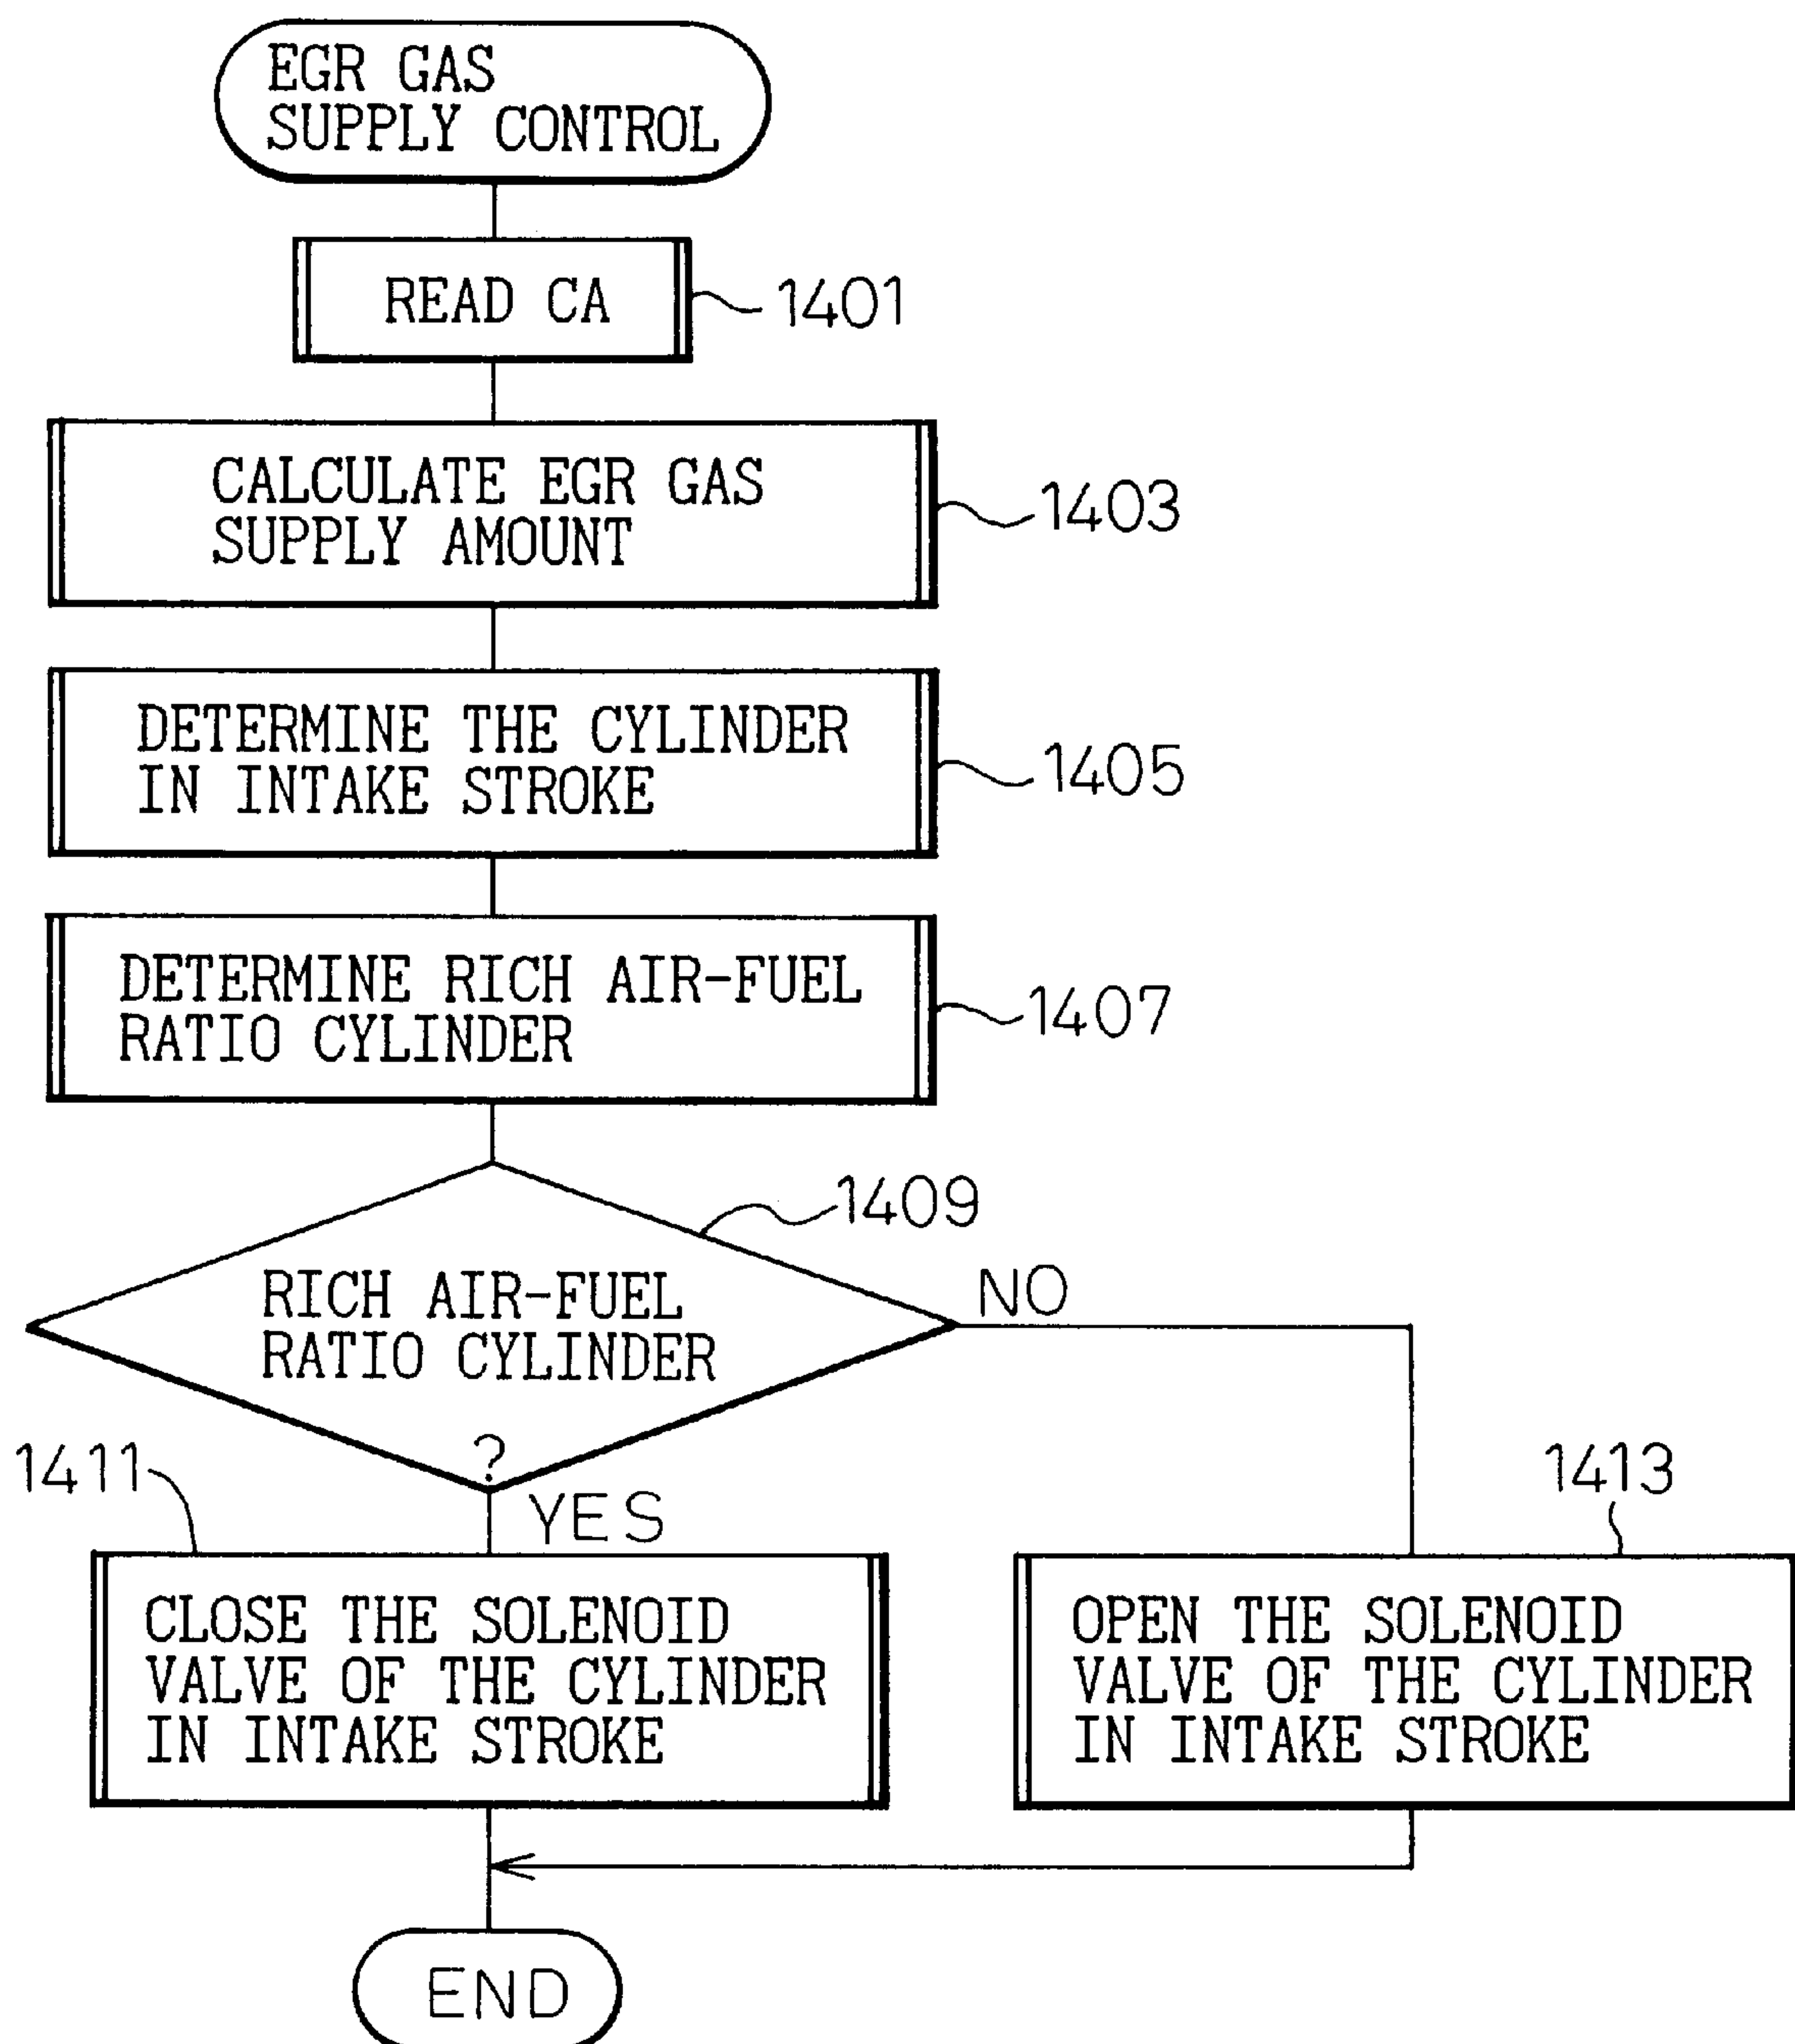 EGR GAS
SUPPLY CONTROL
READ CA
1401
CALCULATE EGR GAS
SUPPLY AMOUNT
1403
DETERMINE THE CYLINDER
IN INTAKE STROKE
1405
DETERMINE RICH AIR-FUEL
RATIO CYLINDER
1407
1409
RICH AIR-FUEL
RATIO CYLINDER
?
NO
YES
1411
CLOSE THE SOLENOID
VALVE OF THE CYLINDER
IN INTAKE STROKE
1413
OPEN THE SOLENOID
VALVE OF THE CYLINDER
IN INTAKE STROKE
END